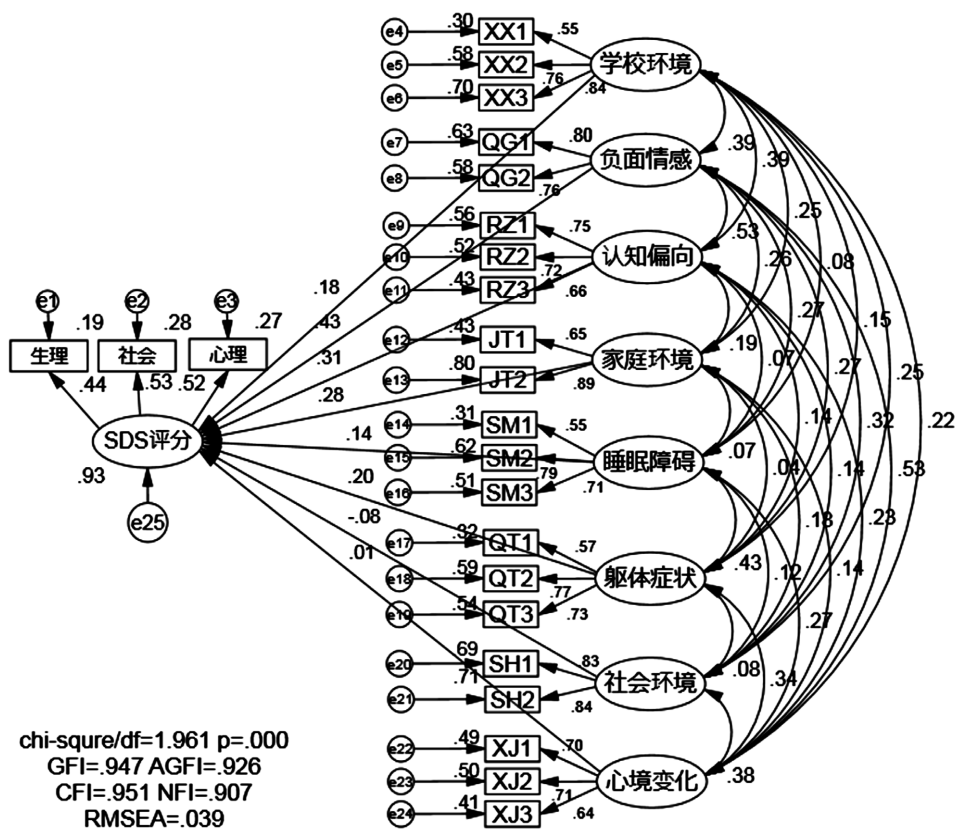 e4 .30 XX1 .55
e5 .58 XX2 学校环境
e6 .70 XX3 .76 .84
e7 .63 QG1 .80 .39 .39
e8 .58 QG2 .76 负面情感
e9 .56 RZ1 .75 .53 .25
e10 .52 RZ2 认知偏向 .26 .08
e11 .43 RZ3 .72 .66
.18
.43
.31
.28
.14
.20
-.08
.01
e1 e2 e3
.19 .28 .27
生理 社会 心理
.44 .53 .52
SDS评分
.93
e25
e12 .43 JT1 .65 .19 .07 .27 .15
e13 .80 JT2 .89 家庭环境 .27 .25
e14 .31 SM1 .55 .14 .32 .22
e15 .62 SM2 睡眠障碍 .07 .04 .14 .53
e16 .51 SM3 .79 .71
e17 .32 QT1 .57 .18 .23
e18 .59 QT2 躯体症状 .43 .12 .14
e19 .54 QT3 .77 .73 .27
e20 .69 SH1 .83
e21 .71 SH2 .84 社会环境 .08 .34
e22 .49 XJ1 .70
e23 .50 XJ2 心境变化 .38
e24 .41 XJ3 .71 .64
chi-squre/df=1.961 p=.000
GFI=.947 AGFI=.926
CFI=.951 NFI=.907
RMSEA=.039